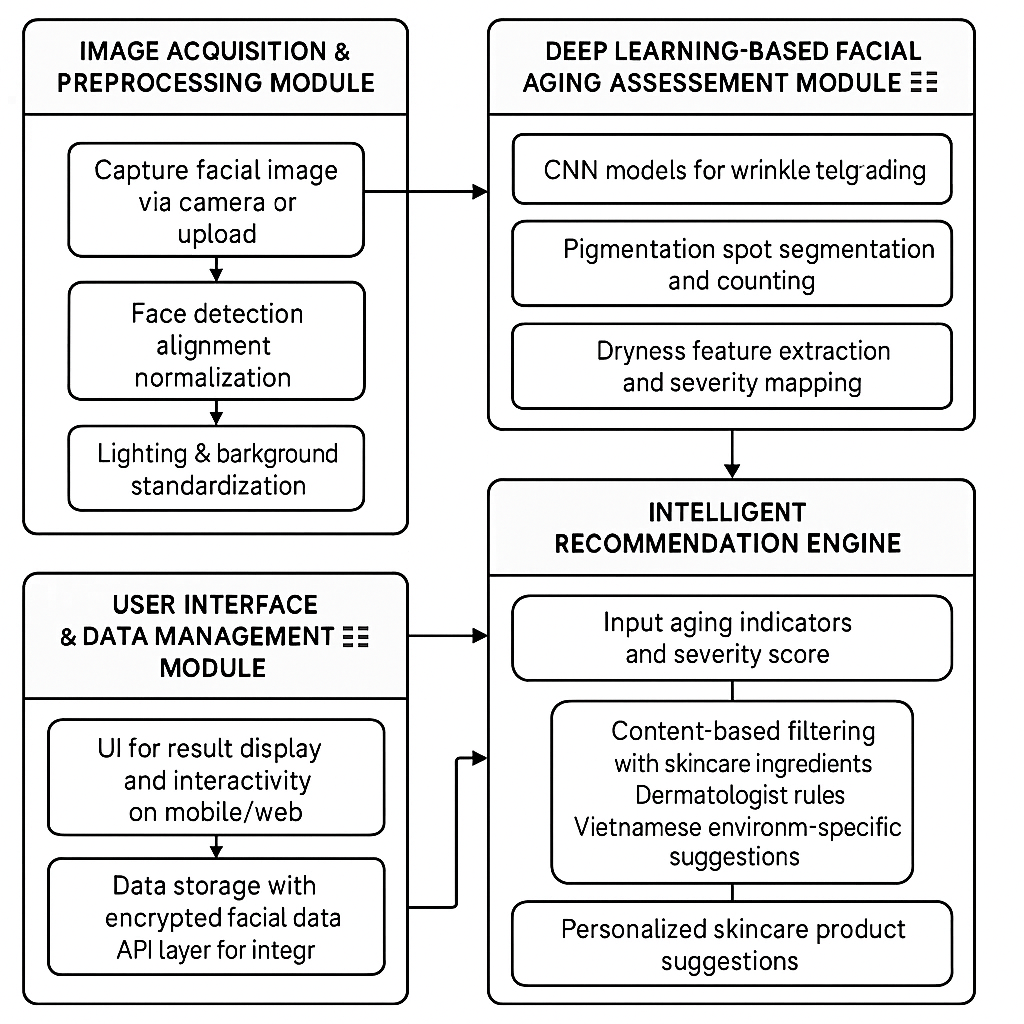 IMAGE ACQUISITION &
PREPROCESSING MODULE
Capture facial image
via camera or
upload
Face detection
alignment
normalization
Lighting & barkground
standardization
DEEP LEARNING-BASED FACIAL
AGING ASSESSEMENT MODULE
CNN models for wrinkle telgrading
Pigmentation spot segmentation
and counting
Dryness feature extraction
and severity mapping
USER INTERFACE
& DATA MANAGEMENT
MODULE
UI for result display
and interactivity
on mobile/web
Data storage with
encrypted facial data
API layer for integr
INTELLIGENT
RECOMMENDATION ENGINE
Input aging indicators
and severity score
Content-based filtering
with skincare ingredients
Dermatologist rules
Vietnamese environm-specific
suggestions
Personalized skincare product
suggestions